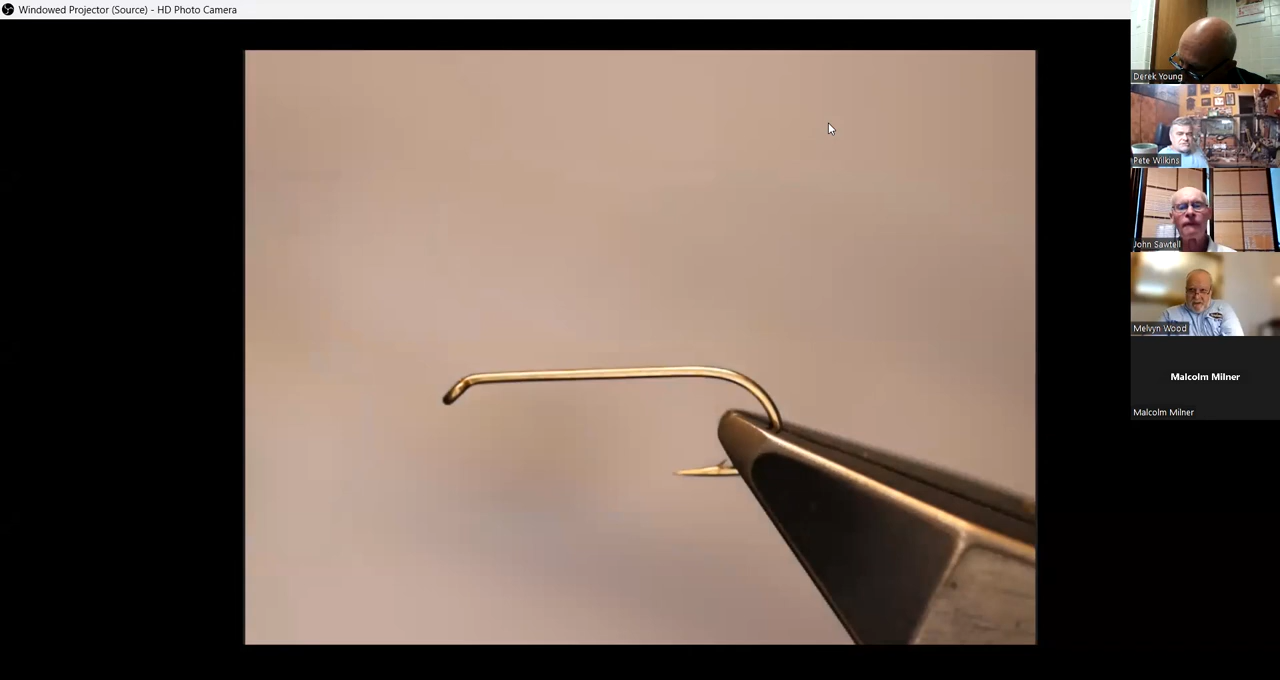 Windowed Projector (Source) - HD Photo Camera
Derek Young
Pete Wilkins
John Sawtell
Melvyn Wood
Malcolm Milner
Malcolm Milner